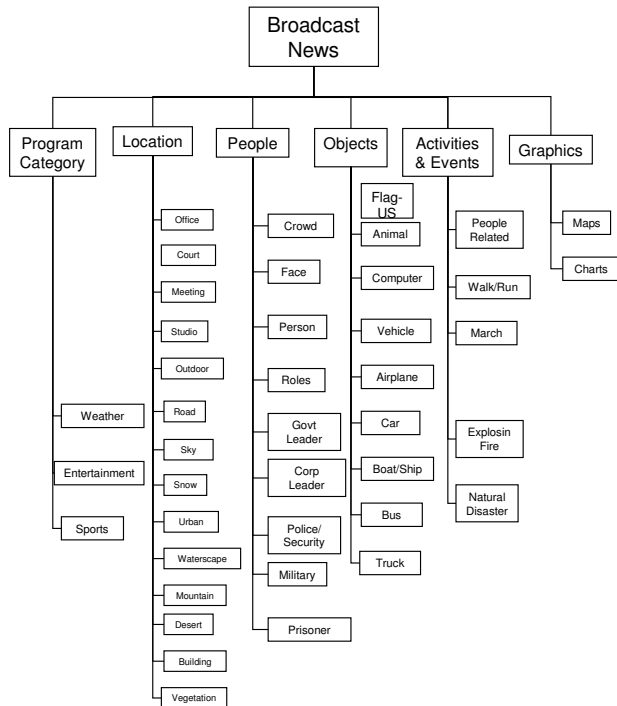 Broadcast
News
Program
Category
Location
People
Objects
Activities
& Events
Graphics
Weather
Entertainment
Sports
Office
Court
Meeting
Studio
Outdoor
Road
Sky
Snow
Urban
Waterscape
Mountain
Desert
Building
Vegetation
Crowd
Face
Person
Roles
Govt
Leader
Corp
Leader
Police/
Security
Military
Prisoner
Flag-
US
Animal
Computer
Vehicle
Airplane
Car
Boat/Ship
Bus
Truck
People
Related
Walk/Run
March
Explosin
Fire
Natural
Disaster
Maps
Charts